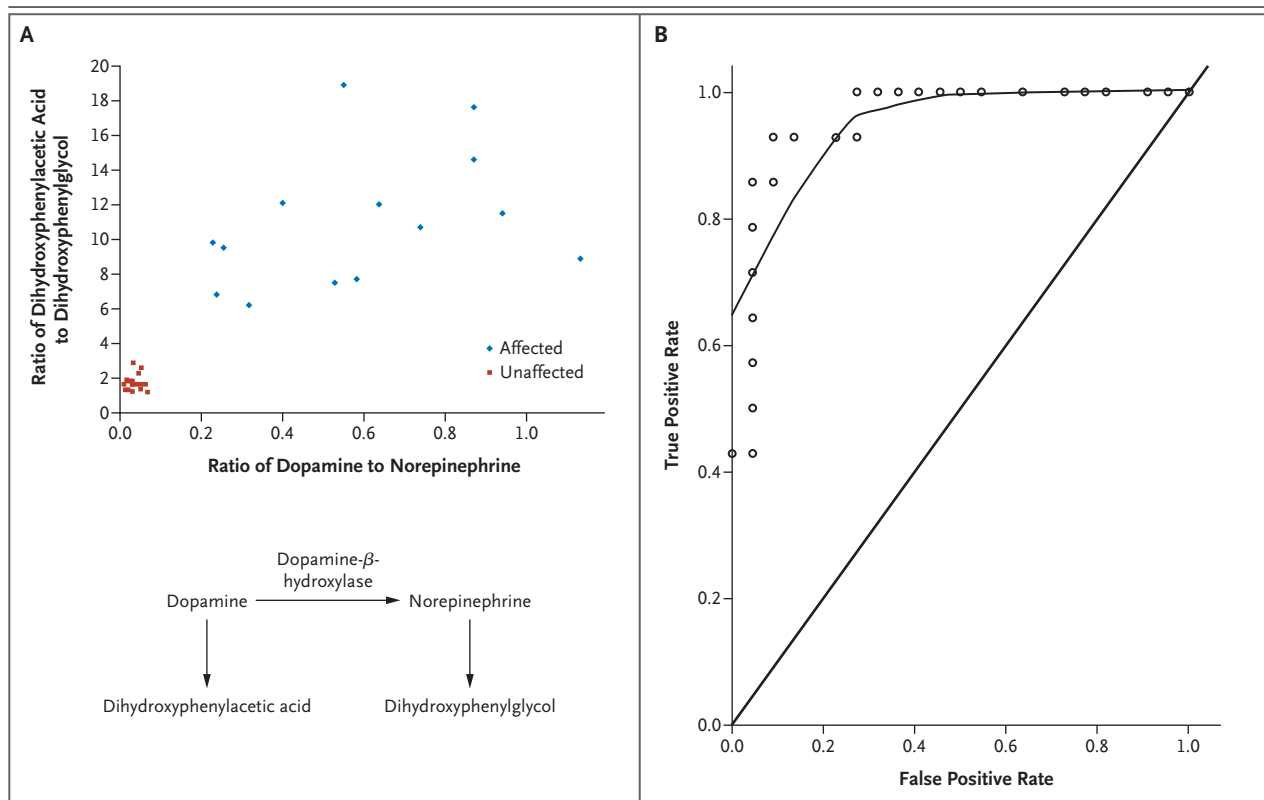 A
20
18
16
14
12
10
8
6
4
2
0
Ratio of Dihydroxyphenylacetic Acid
to Dihydroxyphenylglycol
Affected
Unaffected
0.0 0.2 0.4 0.6 0.8 1.0
Ratio of Dopamine to Norepinephrine
Dopamine-β-
hydroxylase
Dopamine Norepinephrine
Dihydroxyphenylacetic acid Dihydroxyphenylglycol
B
1.0
0.8
0.6
0.4
0.2
0.0
True Positive Rate
0.0 0.2 0.4 0.6 0.8 1.0
False Positive Rate